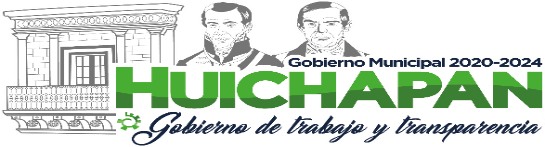 Gobierno Municipal 2020-2024
HUICHAPAN
Gobierno de trabajo y transparencia